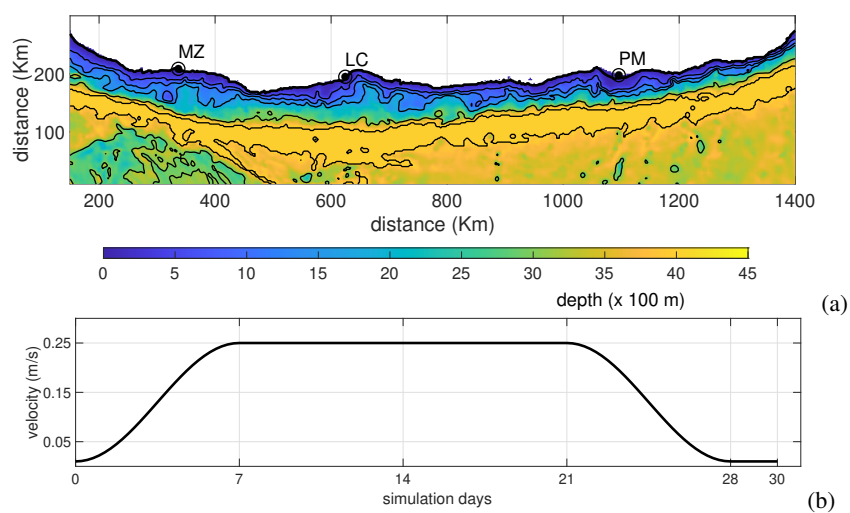 MZ
LC
PM
distance (Km)
200
100
200 400 600 800 1000 1200 1400
distance (Km)
0 5 10 15 20 25 30 35 40 45
depth (x 100 m)
(a)
velocity (m/s)
0.25
0.15
0.05
0 7 14 21 28 30
simulation days
(b)